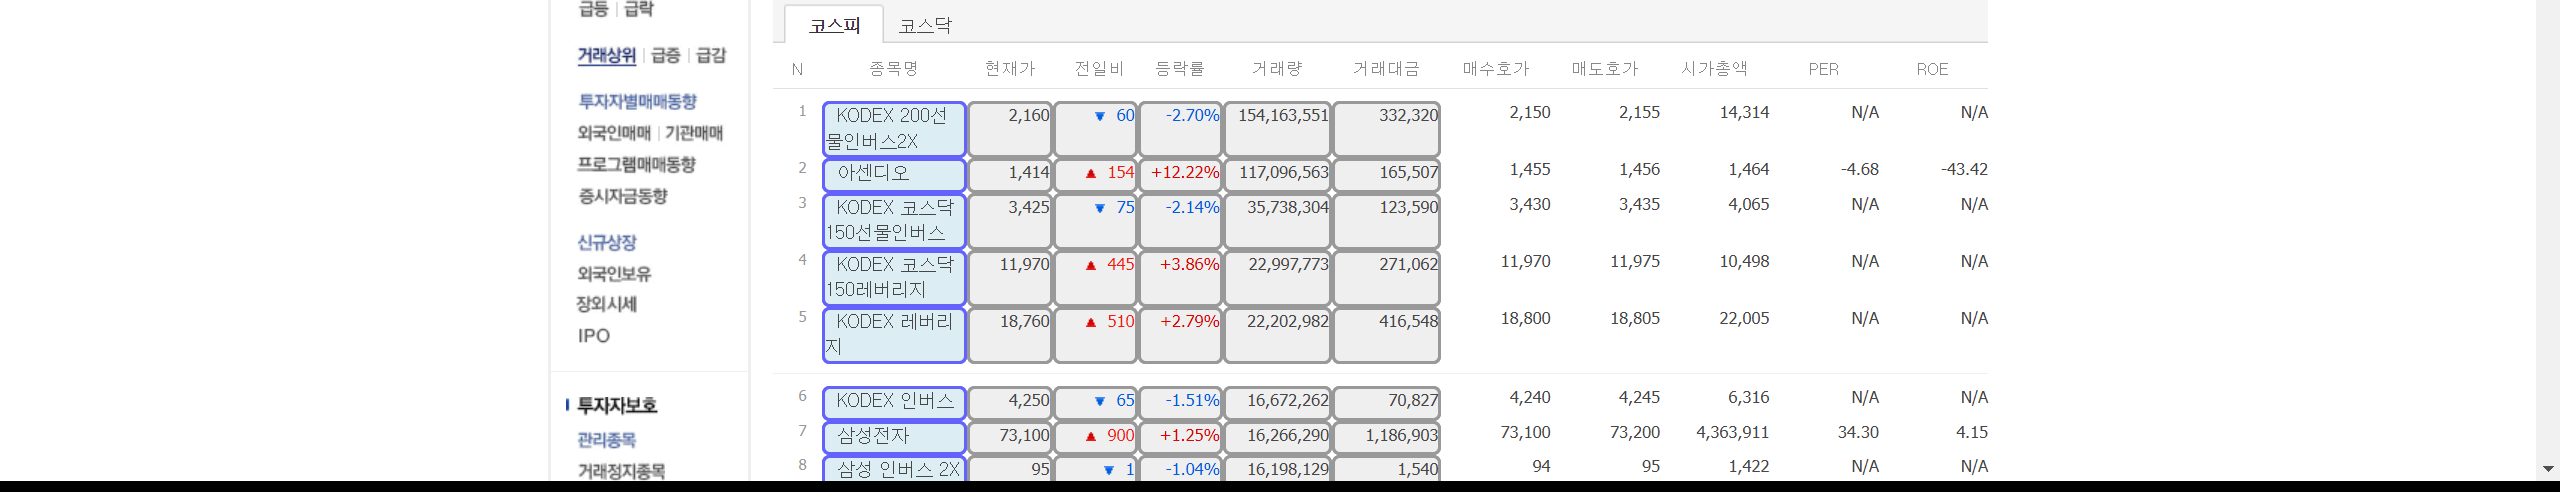 급등 | 급락
거래상위 | 급증 | 급감
투자자별매매동향
외국인매매 | 기관매매
프로그램매매동향
증시자금동향
신규상장
외국인보유
장외시세
IPO
투자자보호
관리종목
거래정지종목
코스피 코스닥
N 종목명 현재가 전일비 등락률 거래량 거래대금 매수호가 매도호가 시가총액 PER ROE
1 KODEX 200선 2,160 ▼ 60 -2.70% 154,163,551 332,320 2,150 2,155 14,314 N/A N/A
물인버스2X
2 아센디오 1,414 ▲ 154 +12.22% 117,096,563 165,507 1,455 1,456 1,464 -4.68 -43.42
3 KODEX 코스닥 3,425 ▼ 75 -2.14% 35,738,304 123,590 3,430 3,435 4,065 N/A N/A
150선물인버스
4 KODEX 코스닥 11,970 ▲ 445 +3.86% 22,997,773 271,062 11,970 11,975 10,498 N/A N/A
150레버리지
5 KODEX 레버리 18,760 ▲ 510 +2.79% 22,202,982 416,548 18,800 18,805 22,005 N/A N/A
지
6 KODEX 인버스 4,250 ▼ 65 -1.51% 16,672,262 70,827 4,240 4,245 6,316 N/A N/A
7 삼성전자 73,100 ▲ 900 +1.25% 16,266,290 1,186,903 73,100 73,200 4,363,911 34.30 4.15
8 삼성 인버스 2X 95 ▼ 1 -1.04% 16,198,129 1,540 94 95 1,422 N/A N/A